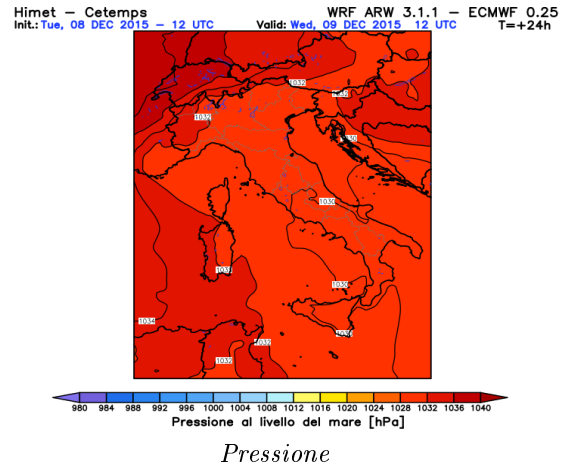 Himet – Cetemps WRF ARW 3.1.1 – ECMWF 0.25
Init.: Tue, 08 DEC 2015 – 12 UTC Valid: Wed, 09 DEC 2015 12 UTC T=+24h
1032
1032
1032
1030
1030
1030
1034
1030
1032
1032
980 984 988 992 996 1000 1004 1008 1012 1016 1020 1024 1028 1032 1036 1040
Pressione al livello del mare [hPa]
Pressione